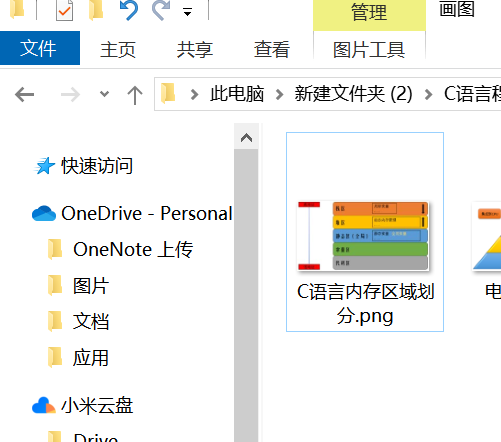 管理
画图
文件
主页
共享
查看
图片工具
此电脑
新建文件夹 (2)
C语言程
快速访问
OneDrive - Personal
OneNote 上传
图片
文档
应用
小米云盘
Drive
C语言内存区域划
分.png
电